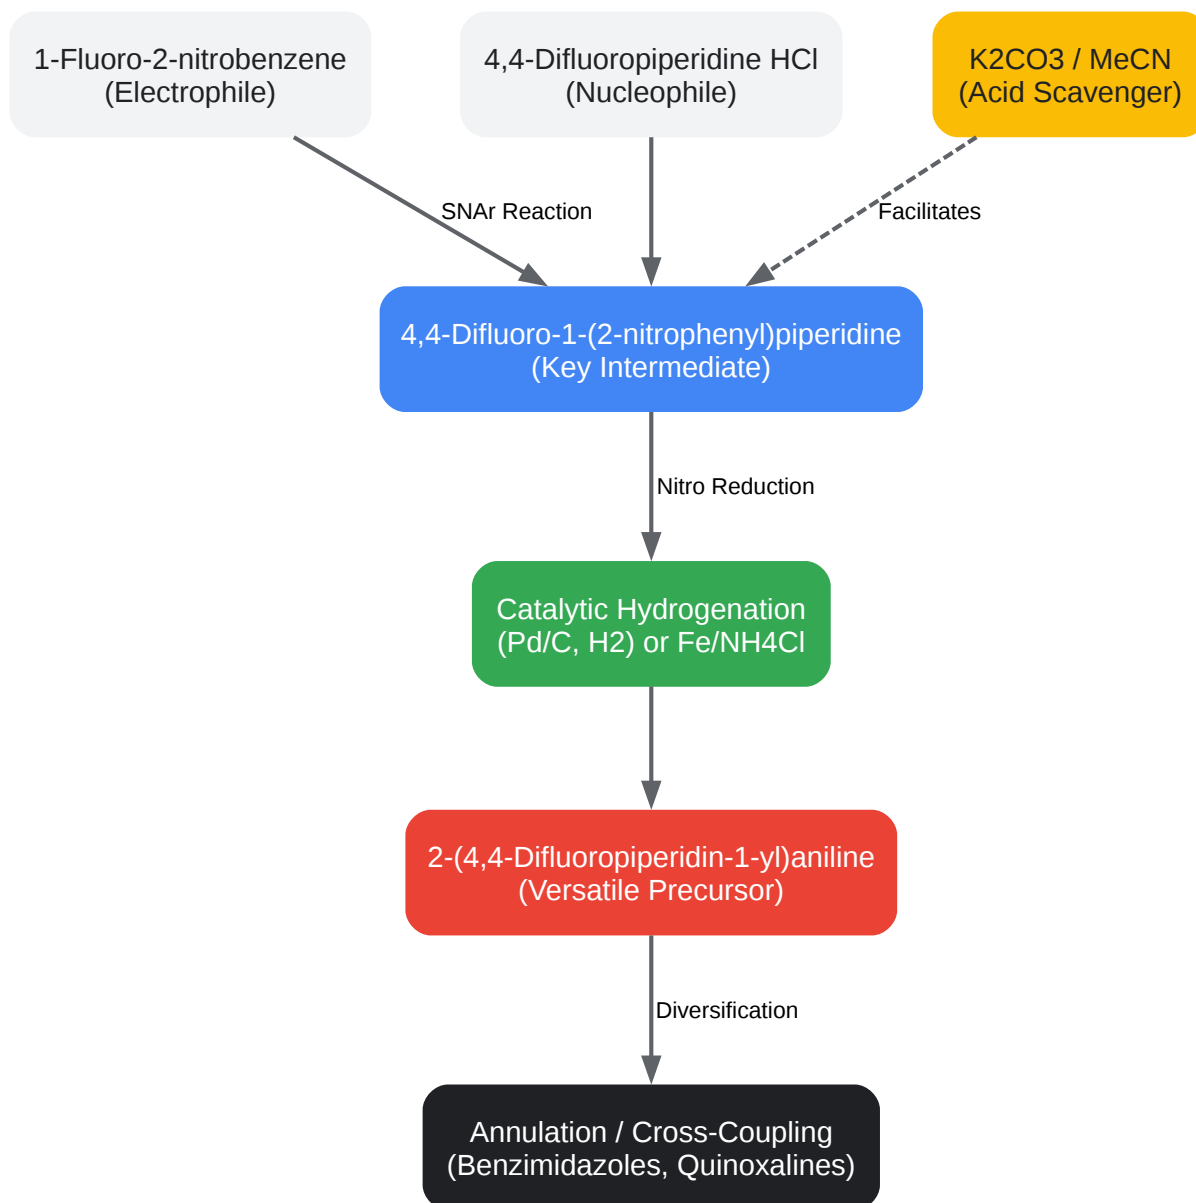 1-Fluoro-2-nitrobenzene
(Electrophile)
4,4-Difluoropiperidine HCl
(Nucleophile)
K2CO3 / MeCN
(Acid Scavenger)
SNAr Reaction
Facilitates
4,4-Difluoro-1-(2-nitrophenyl)piperidine
(Key Intermediate)
Nitro Reduction
Catalytic Hydrogenation
(Pd/C, H2) or Fe/NH4Cl
2-(4,4-Difluoropiperidin-1-yl)aniline
(Versatile Precursor)
Diversification
Annulation / Cross-Coupling
(Benzimidazoles, Quinoxalines)